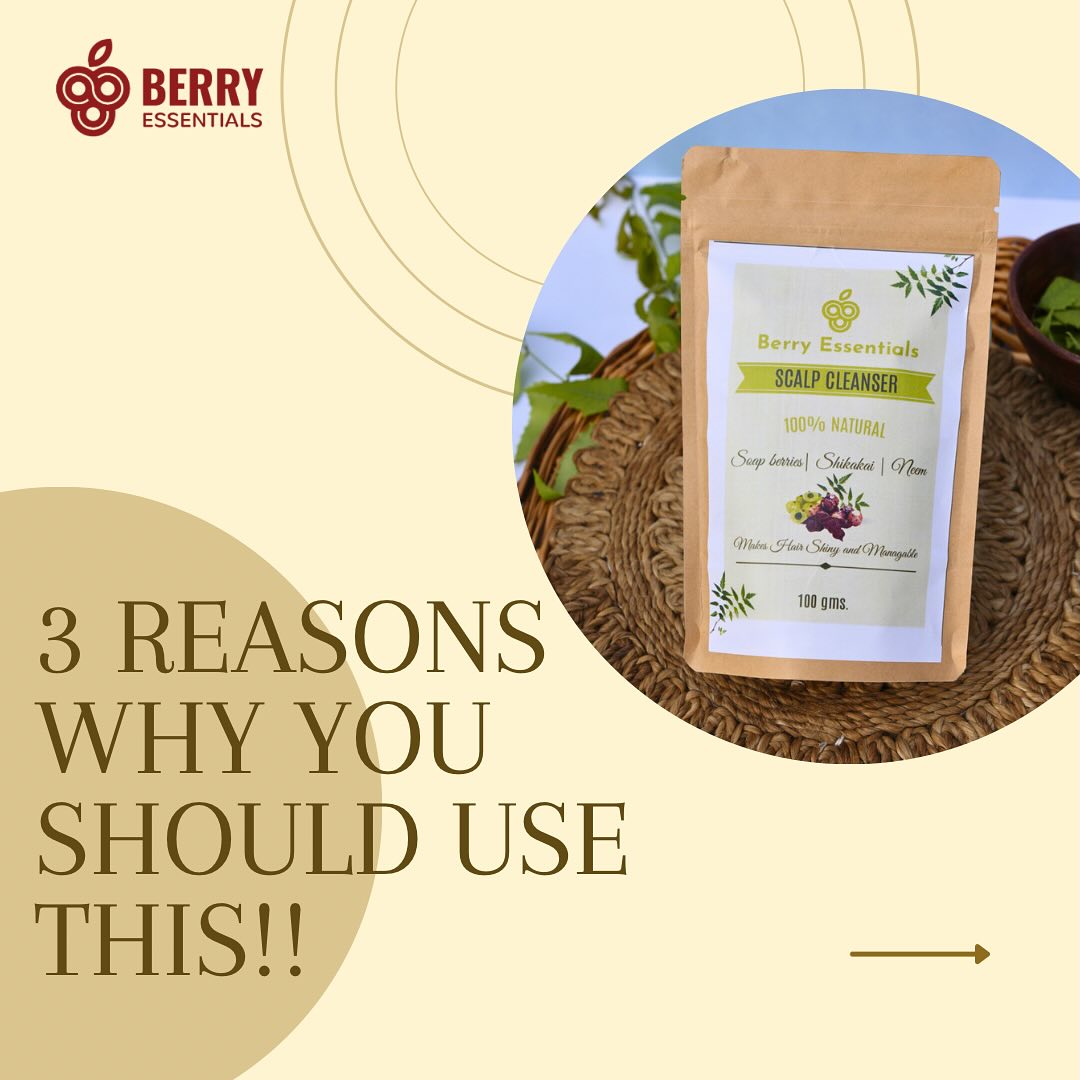 BERRY
ESSENTIALS
Berry Essentials
SCALP CLEANSER
100% NATURAL
Soap berries| Shikakai | Neem
Makes Hair Shiny and Managable
100 gms.
3 REASONS
WHY YOU
SHOULD USE
THIS!!